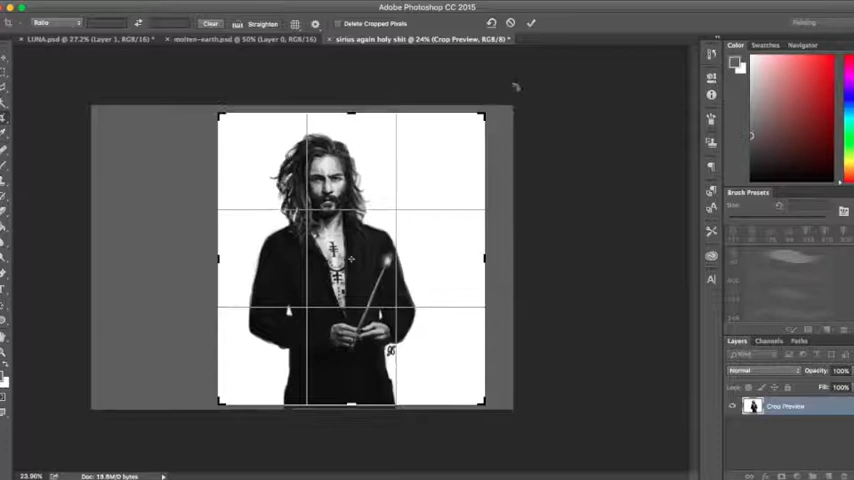 Adobe Photoshop CC 2015
Ratio Clear Straighten Delete Cropped Pixels
LUNA.psd @ 27.2% (Layer 1, RGB/16) * molten-earth.psd @ 50% (Layer 0, RGB/16) sirius again holy shit @ 24% (Crop Preview, RGB/8) *
Color Swatches Navigator
Brush Presets
Size:
Layers Channels Paths
Kind
Normal Opacity: 100%
Lock: Fill: 100%
Crop Preview
23.96% Doc: 19.8M/0 bytes